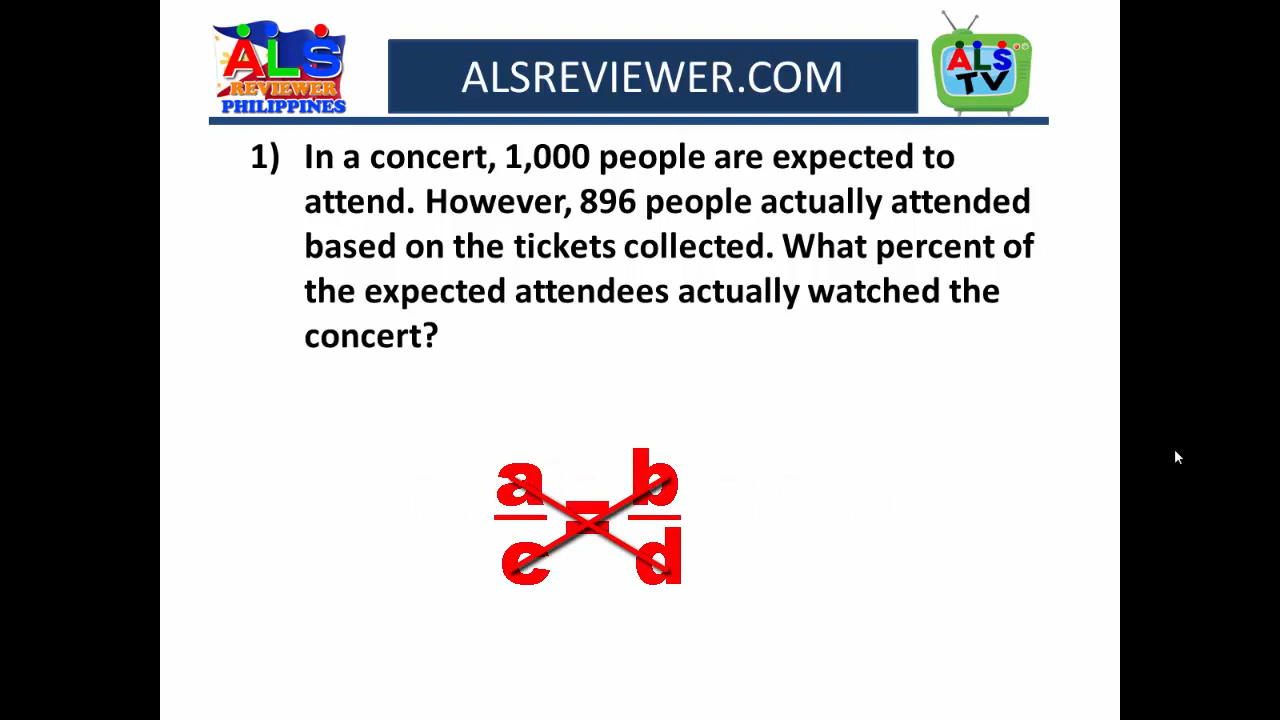 ALS
REVIEWER
PHILIPPINES
ALSREVIEWER.COM
ALS
TV
1) In a concert, 1,000 people are expected to
attend. However, 896 people actually attended
based on the tickets collected. What percent of
the expected attendees actually watched the
concert?
a = b
c d